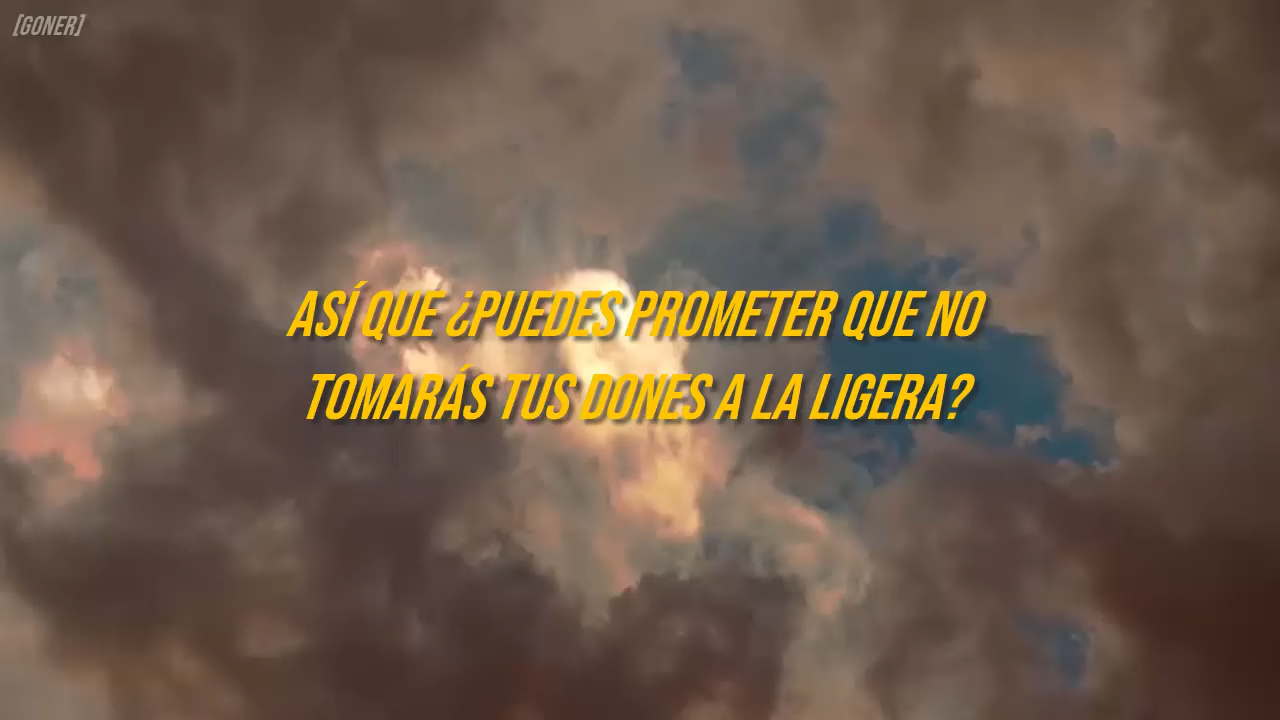 [GONER]
ASÍ QUE ¿PUEDES PROMETER QUE NO
TOMARÁS TUS DONES A LA LIGERA?